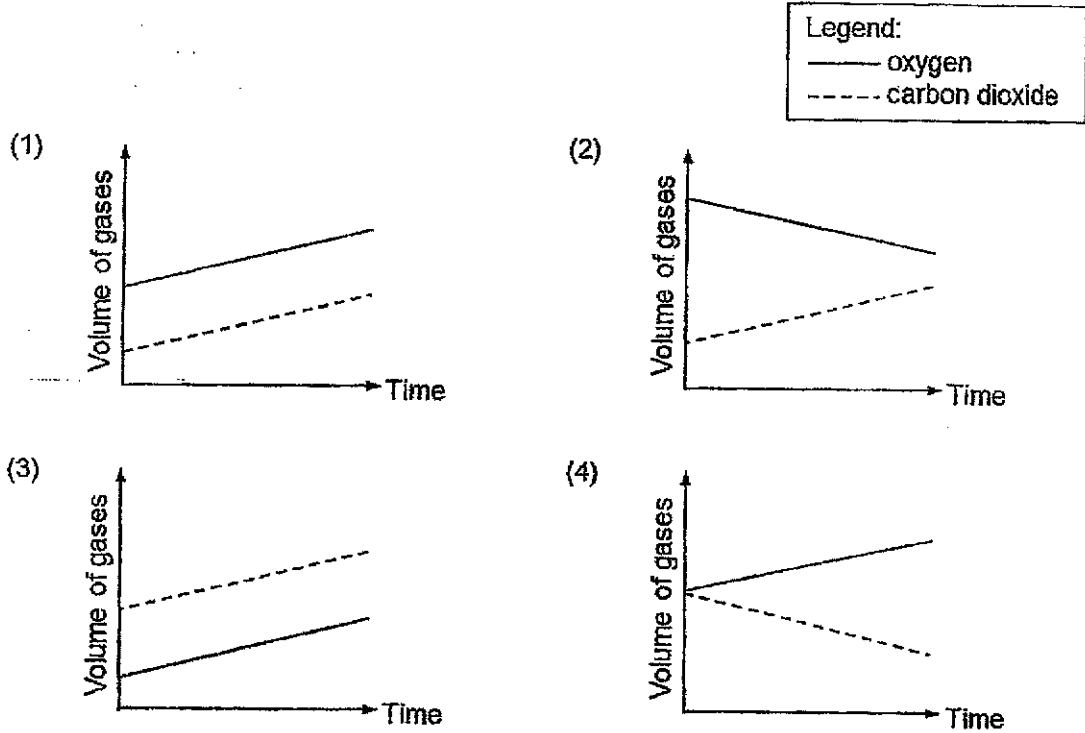 Legend:
oxygen
carbon dioxide
(1)
Volume of gases
Time
(2)
Volume of gases
Time
(3)
Volume of gases
Time
(4)
Volume of gases
Time